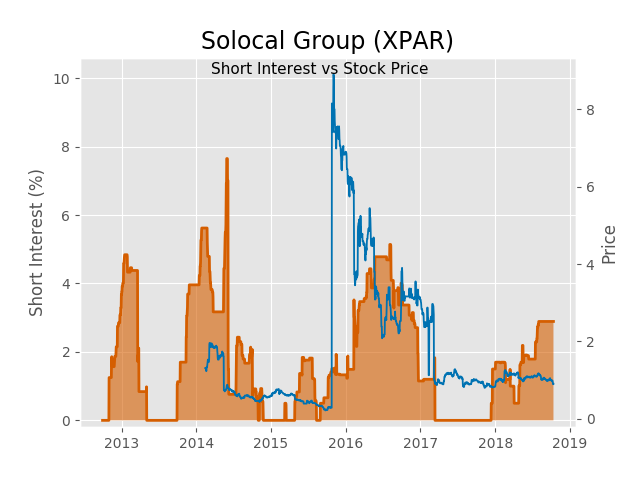 Solocal Group (XPAR)
Short Interest vs Stock Price
10
8
6
4
2
0
Short Interest (%)
8
6
4
2
0
Price
2013 2014 2015 2016 2017 2018 2019